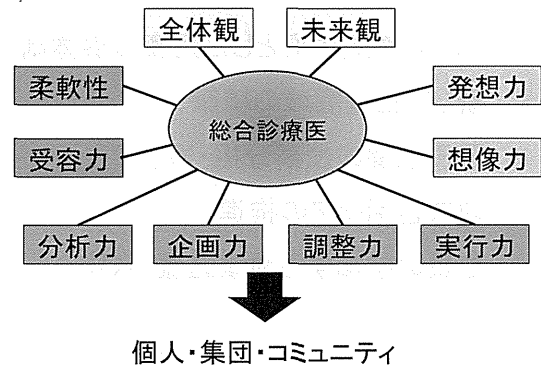 全体観 未来観
柔軟性 発想力
総合診療医
受容力 想像力
分析力 企画力 調整力 実行力
個人・集団・コミュニティ